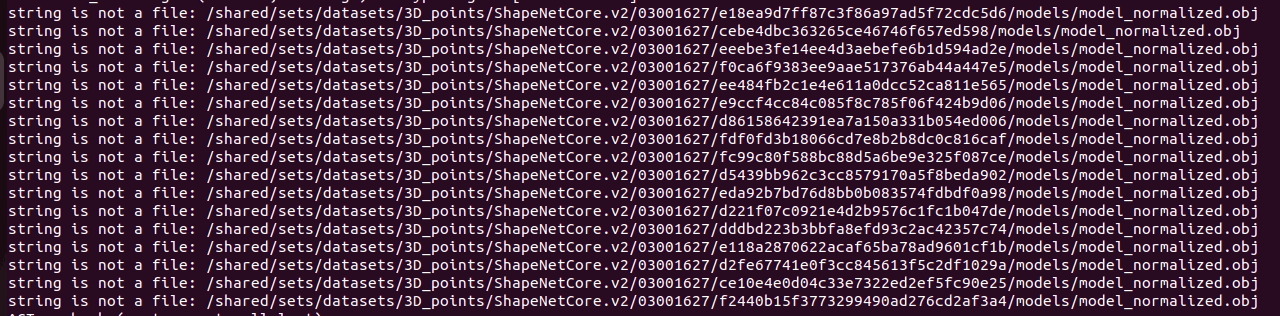 string is not a file: /shared/sets/datasets/3D_points/ShapeNetCore.v2/03001627/e18ea9d7ff87c3f86a97ad5f72cdc5d6/models/model_normalized.obj
string is not a file: /shared/sets/datasets/3D_points/ShapeNetCore.v2/03001627/cebe4dbc363265ce46746f657ed598/models/model_normalized.obj
string is not a file: /shared/sets/datasets/3D_points/ShapeNetCore.v2/03001627/eeebe3fe14ee4d3aebefe6b1d594ad2e/models/model_normalized.obj
string is not a file: /shared/sets/datasets/3D_points/ShapeNetCore.v2/03001627/f0ca6f9383ee9aae517376ab44a447e5/models/model_normalized.obj
string is not a file: /shared/sets/datasets/3D_points/ShapeNetCore.v2/03001627/ee484fb2c1e4e611a0dcc52ca811e565/models/model_normalized.obj
string is not a file: /shared/sets/datasets/3D_points/ShapeNetCore.v2/03001627/e9ccf4cc84c085f8c785f06f424b9d06/models/model_normalized.obj
string is not a file: /shared/sets/datasets/3D_points/ShapeNetCore.v2/03001627/d86158642391ea7a150a331b054ed006/models/model_normalized.obj
string is not a file: /shared/sets/datasets/3D_points/ShapeNetCore.v2/03001627/fdf0fd3b18066cd7e8b2b8dc0c816caf/models/model_normalized.obj
string is not a file: /shared/sets/datasets/3D_points/ShapeNetCore.v2/03001627/fc99c80f588bc88d5a6be9e325f087ce/models/model_normalized.obj
string is not a file: /shared/sets/datasets/3D_points/ShapeNetCore.v2/03001627/d5439bb962c3cc8579170a5f8beda902/models/model_normalized.obj
string is not a file: /shared/sets/datasets/3D_points/ShapeNetCore.v2/03001627/eda92b7bd76d8bb0b083574fdbdf0a98/models/model_normalized.obj
string is not a file: /shared/sets/datasets/3D_points/ShapeNetCore.v2/03001627/d221f07c0921e4d2b9576c1fc1b047de/models/model_normalized.obj
string is not a file: /shared/sets/datasets/3D_points/ShapeNetCore.v2/03001627/dddbd223b3bbfa8efd93c2ac42357c74/models/model_normalized.obj
string is not a file: /shared/sets/datasets/3D_points/ShapeNetCore.v2/03001627/e118a2870622acaf65ba78ad9601cf1b/models/model_normalized.obj
string is not a file: /shared/sets/datasets/3D_points/ShapeNetCore.v2/03001627/d2fe67741e0f3cc845613f5c2df1029a/models/model_normalized.obj
string is not a file: /shared/sets/datasets/3D_points/ShapeNetCore.v2/03001627/ce10e4e0d04c33e7322ed2ef5fc90e25/models/model_normalized.obj
string is not a file: /shared/sets/datasets/3D_points/ShapeNetCore.v2/03001627/f2440b15f3773299490ad276cd2af3a4/models/model_normalized.obj